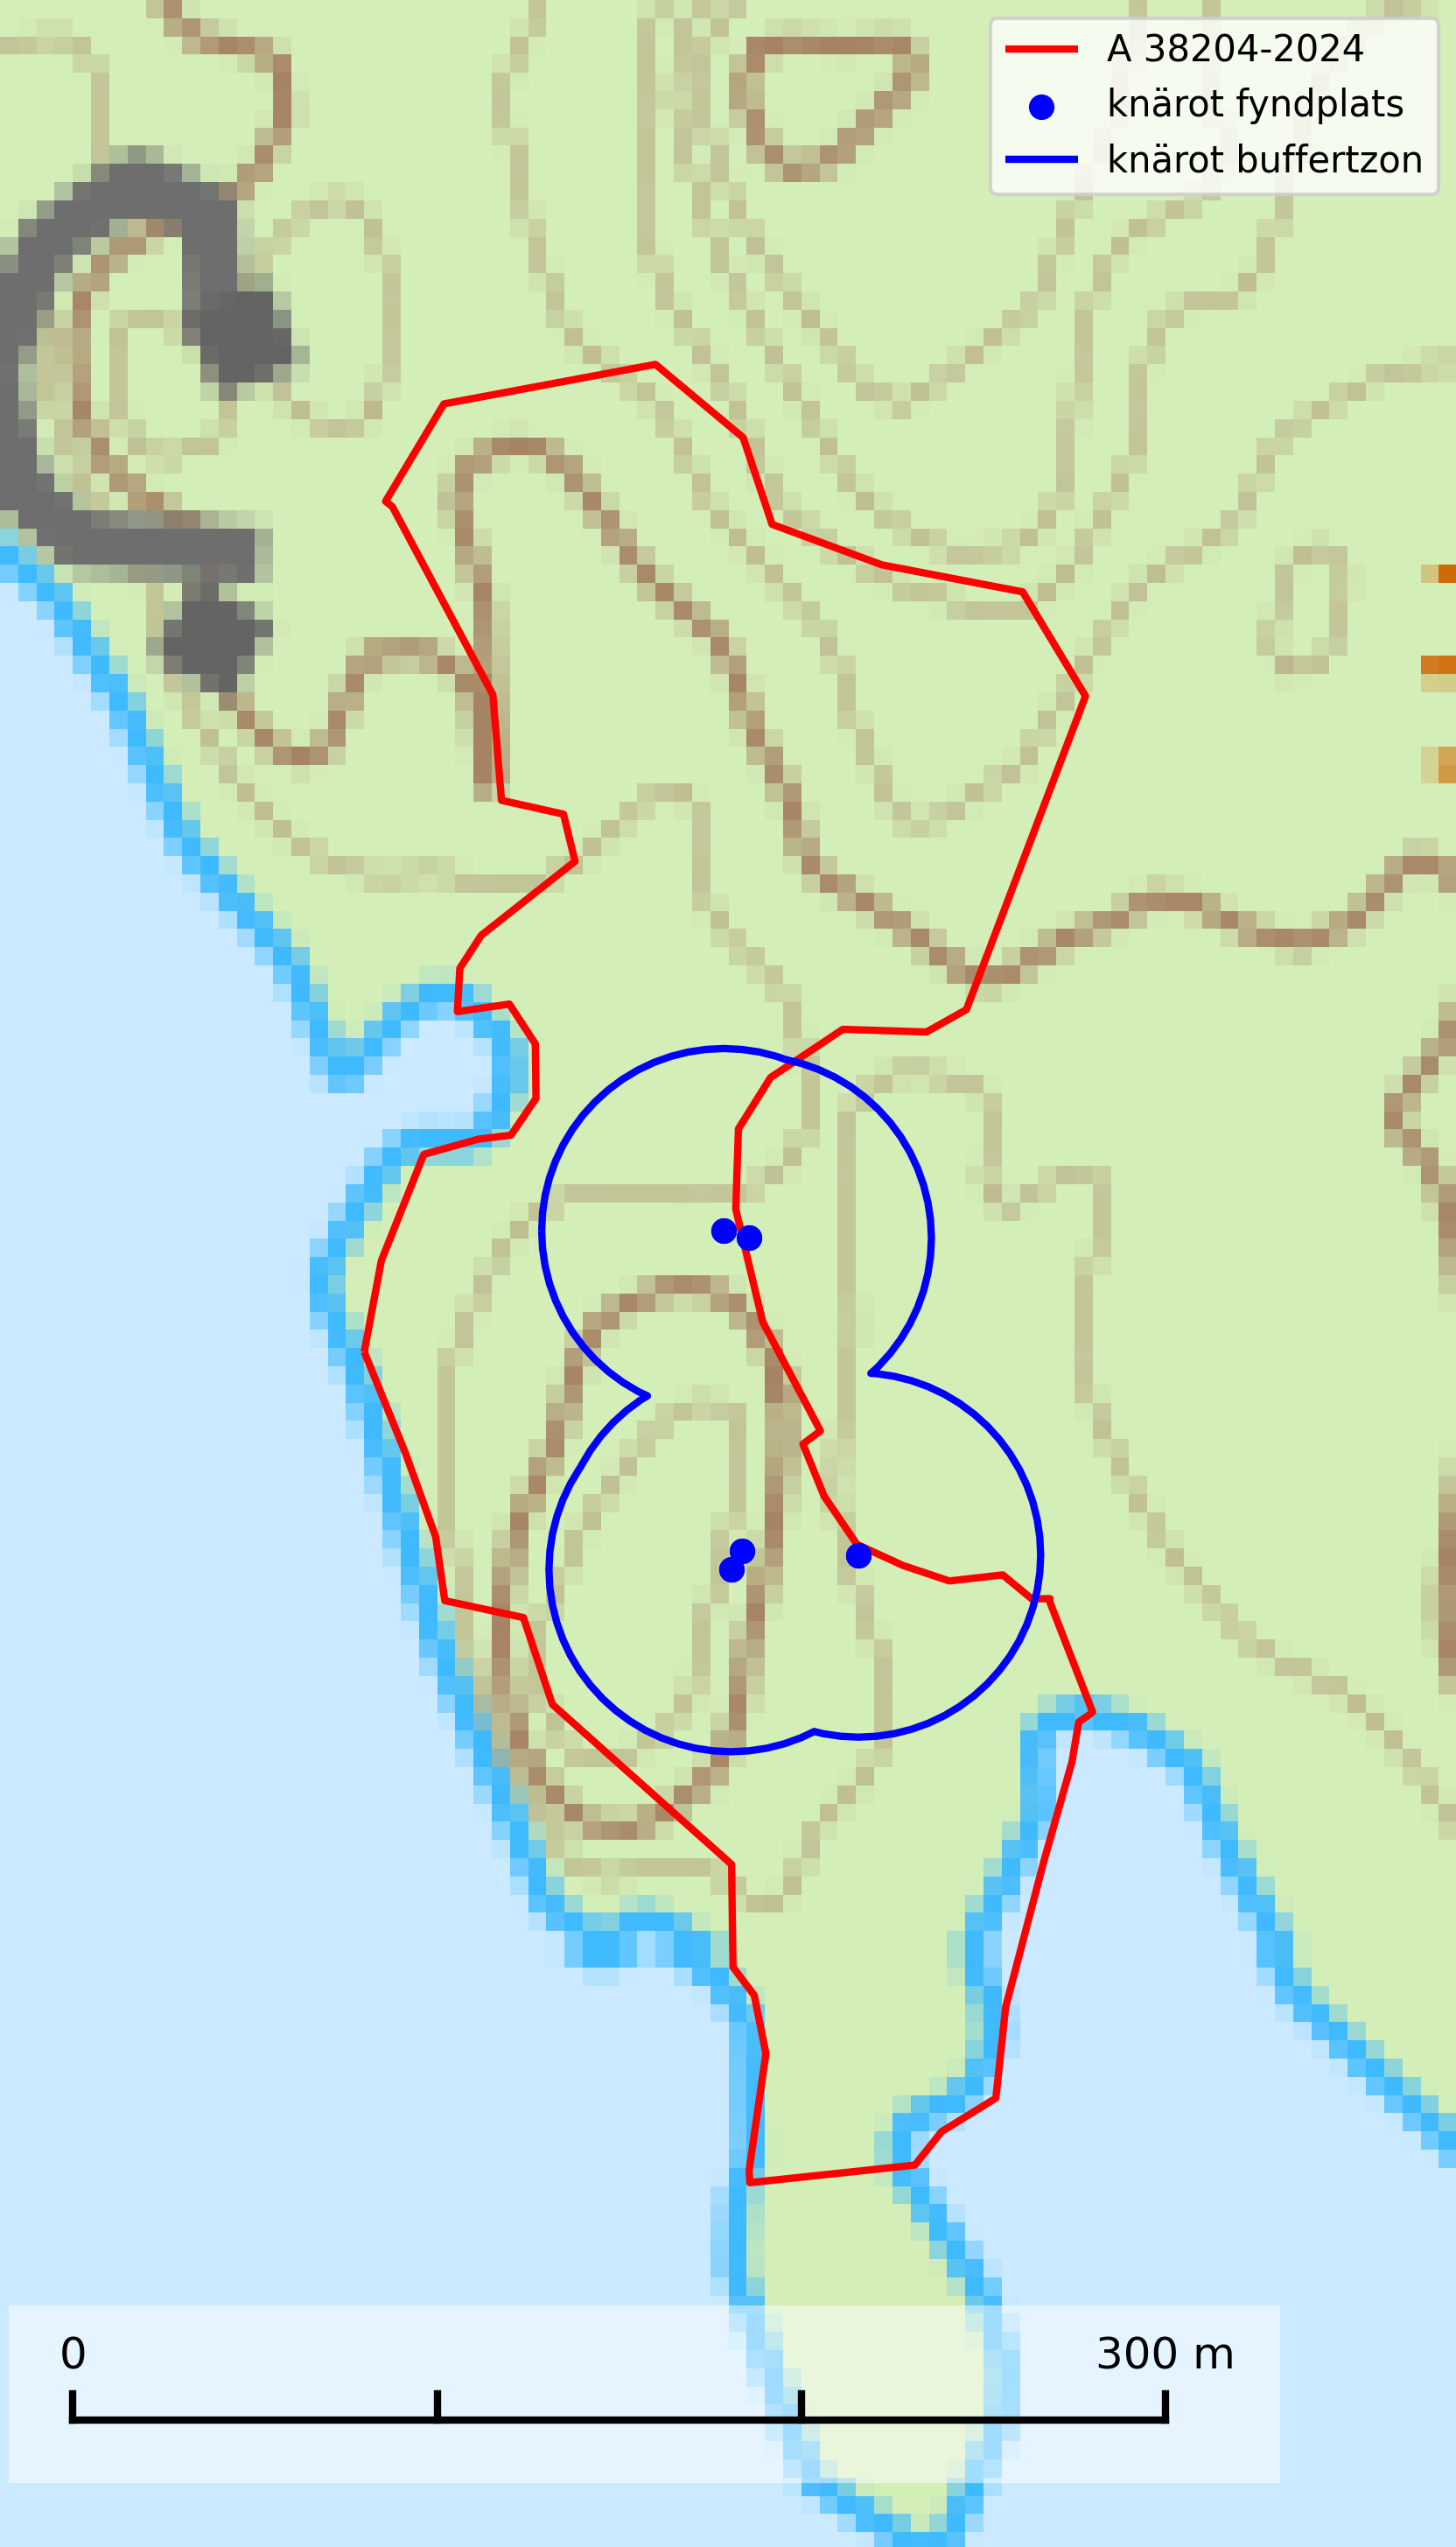 A 38204-2024
knärot fyndplats
knärot buffertzon
0 300 m